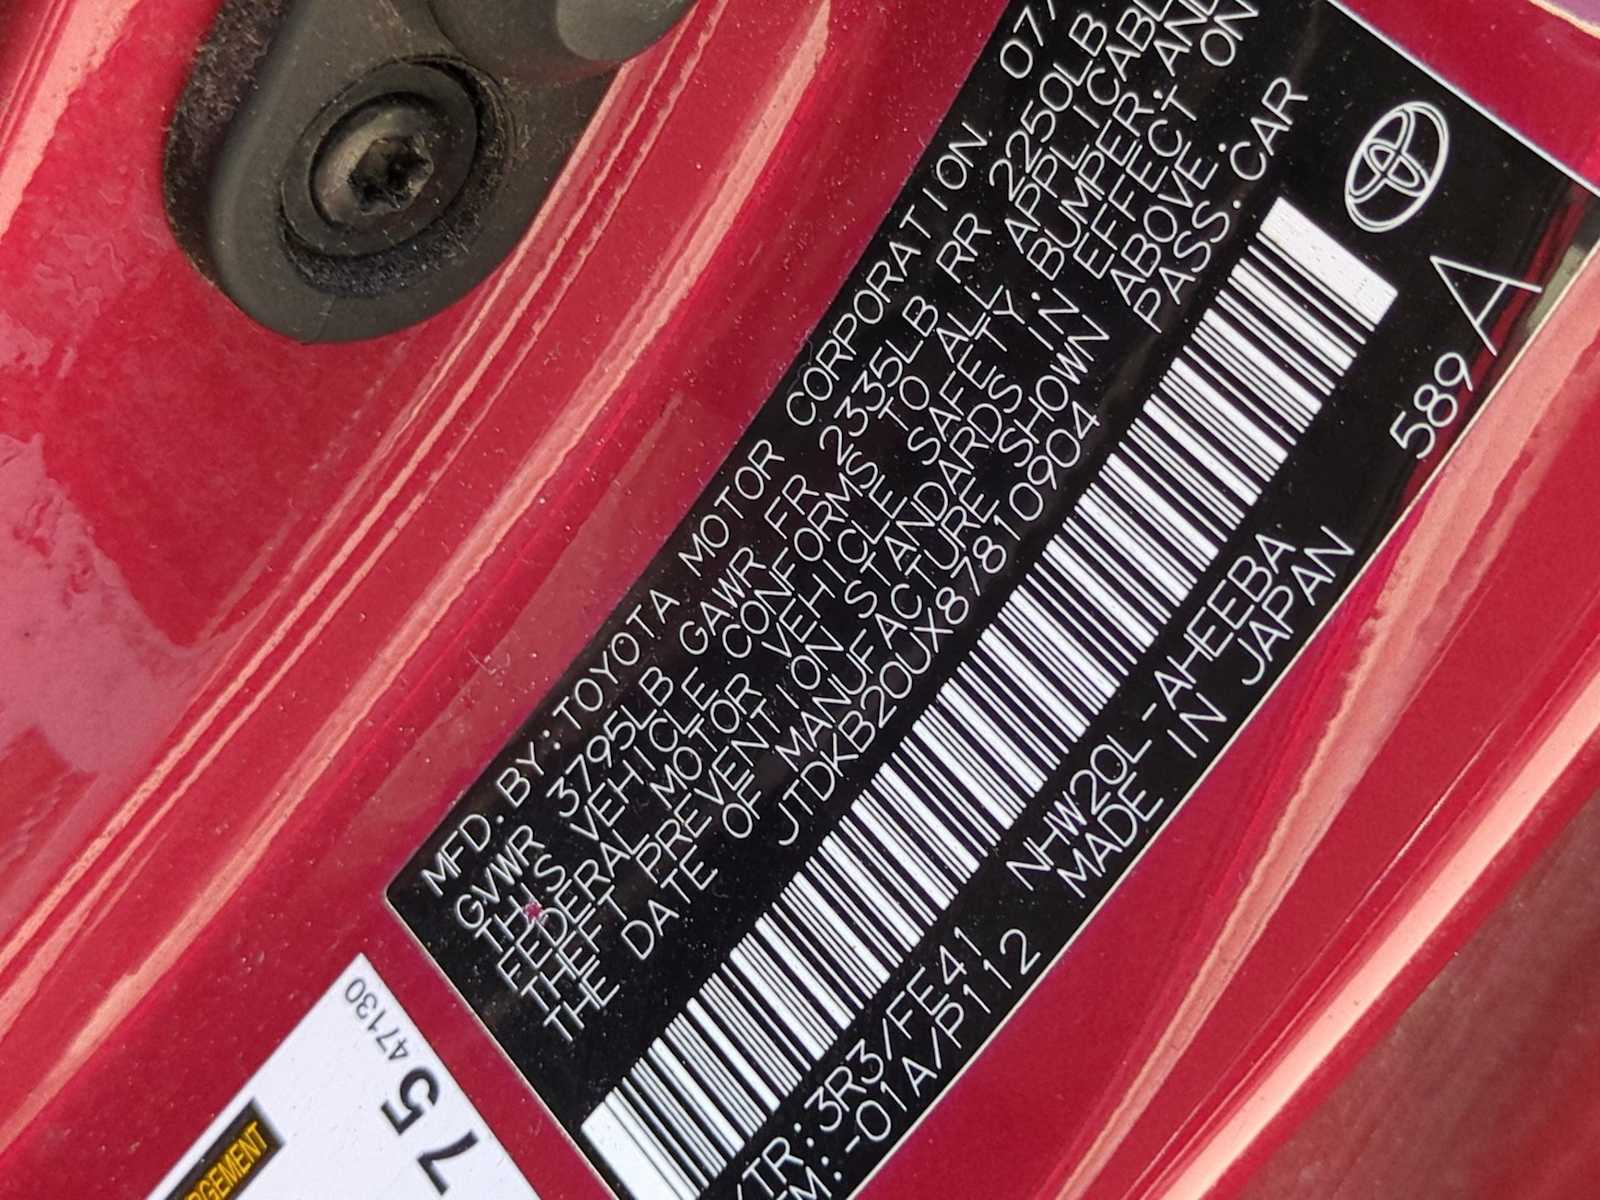 MFD. BY:TOYOTA MOTOR CORPORATION. 07/
GVWR 3795LB GAWR FR 2335LB RR 2250LB
THIS VEHICLE CONFORMS TO ALL APPLICABLE
FEDERAL MOTOR VEHICLE SAFETY, BUMPER, AND
THEFT PREVENTION STANDARDS IN EFFECT ON
THE DATE OF MANUFACTURE SHOWN ABOVE.
JTDKB20UX87810904 PASS.CAR
/TR:3R3/FE41 NHW20L-AHEEBA 589 A
-01A/P112 MADE IN JAPAN
47130
75